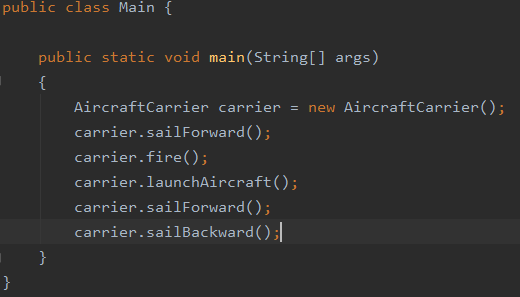 public class Main {
public static void main(String[] args)
{
AircraftCarrier carrier = new AircraftCarrier();
carrier.sailForward();
carrier.fire();
carrier.launchAircraft();
carrier.sailForward();
carrier.sailBackward();
}
}